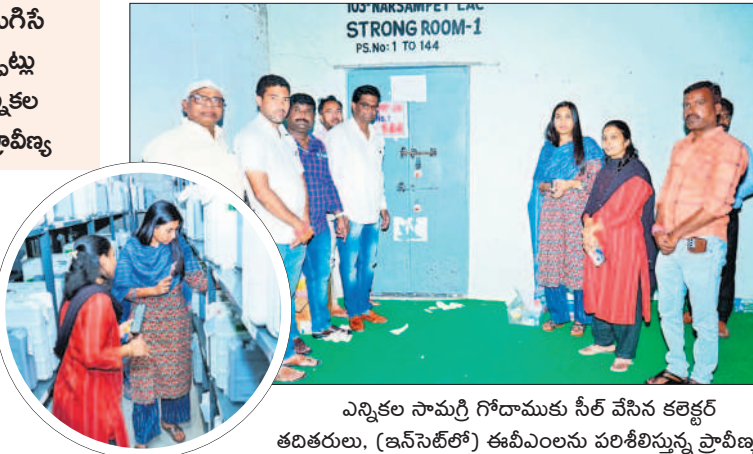 ుగిసే
ప్రావీణ్య
103-NARSAMPET LAC
STRONG ROOM-1
PS.No: 1 TO 144
ఎన్నికల సామగ్రి గోదాముకు సీల్ వేసిన కలెక్టర్
తదితరులు, (ఇన్‌సెట్‌లో) ఈవీఎంలను పరిశీలిస్తున్న ప్రావీణ్య